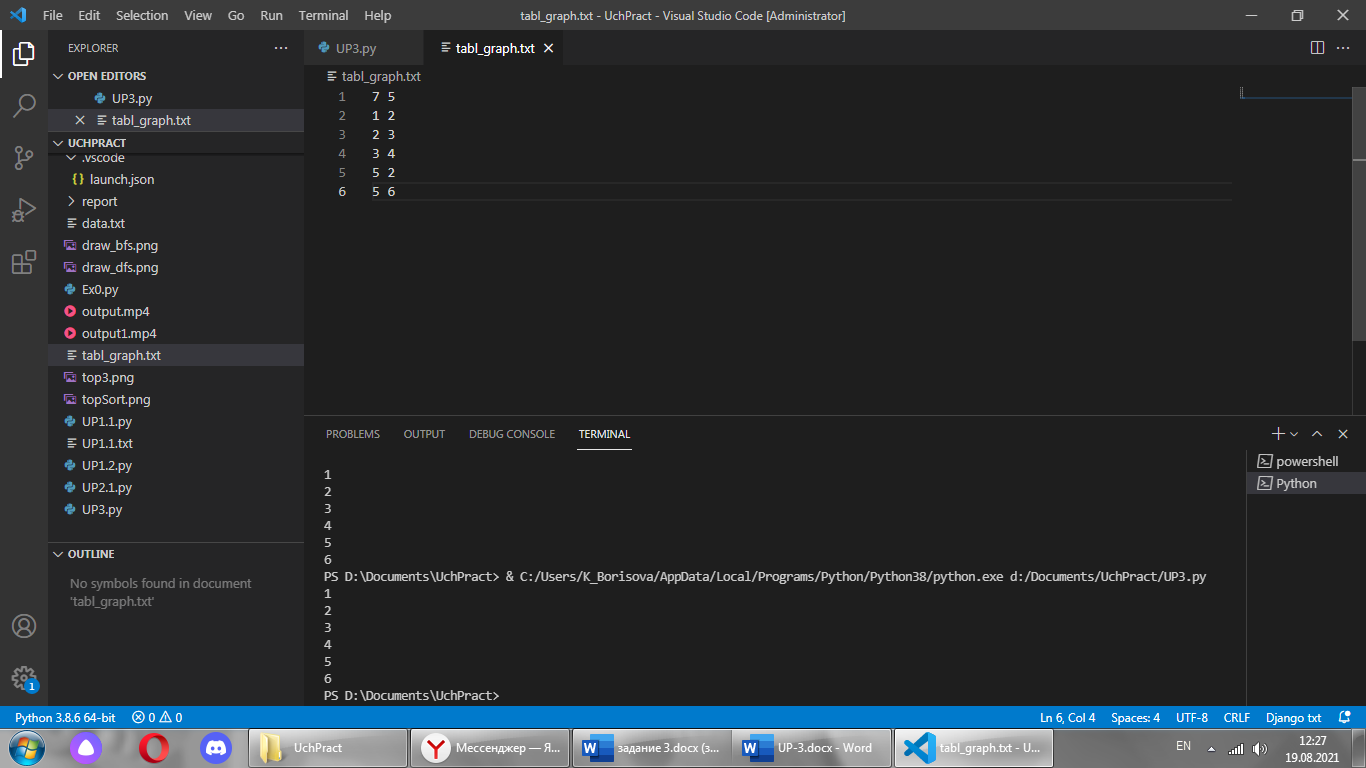 File Edit Selection View Go Run Terminal Help
tabl_graph.txt - UchPract - Visual Studio Code [Administrator]
EXPLORER
OPEN EDITORS
UP3.py
tabl_graph.txt
UCHPRACT
.vscode
{} launch.json
report
data.txt
draw_bfs.png
draw_dfs.png
Ex0.py
output.mp4
output1.mp4
tabl_graph.txt
top3.png
topSort.png
UP1.1.py
UP1.1.txt
UP1.2.py
UP2.1.py
UP3.py
OUTLINE
No symbols found in document
'tabl_graph.txt'
1
UP3.py tabl_graph.txt
tabl_graph.txt
1 7 5
2 1 2
3 2 3
4 3 4
5 5 2
6 5 6
PROBLEMS OUTPUT DEBUG CONSOLE TERMINAL
1
2
3
4
5
6
PS D:\Documents\UchPract> & C:/Users/K_Borisova/AppData/Local/Programs/Python/Python38/python.exe d:/Documents/UchPract/UP3.py
1
2
3
4
5
6
PS D:\Documents\UchPract>
powershell
Python
Python 3.8.6 64-bit 0 0 Ln 6, Col 4 Spaces: 4 UTF-8 CRLF Django txt
UchPract Мессенджер — Я... задание 3.docx (з... UP-3.docx - Word tabl_graph.txt - U... EN 12:27
19.08.2021